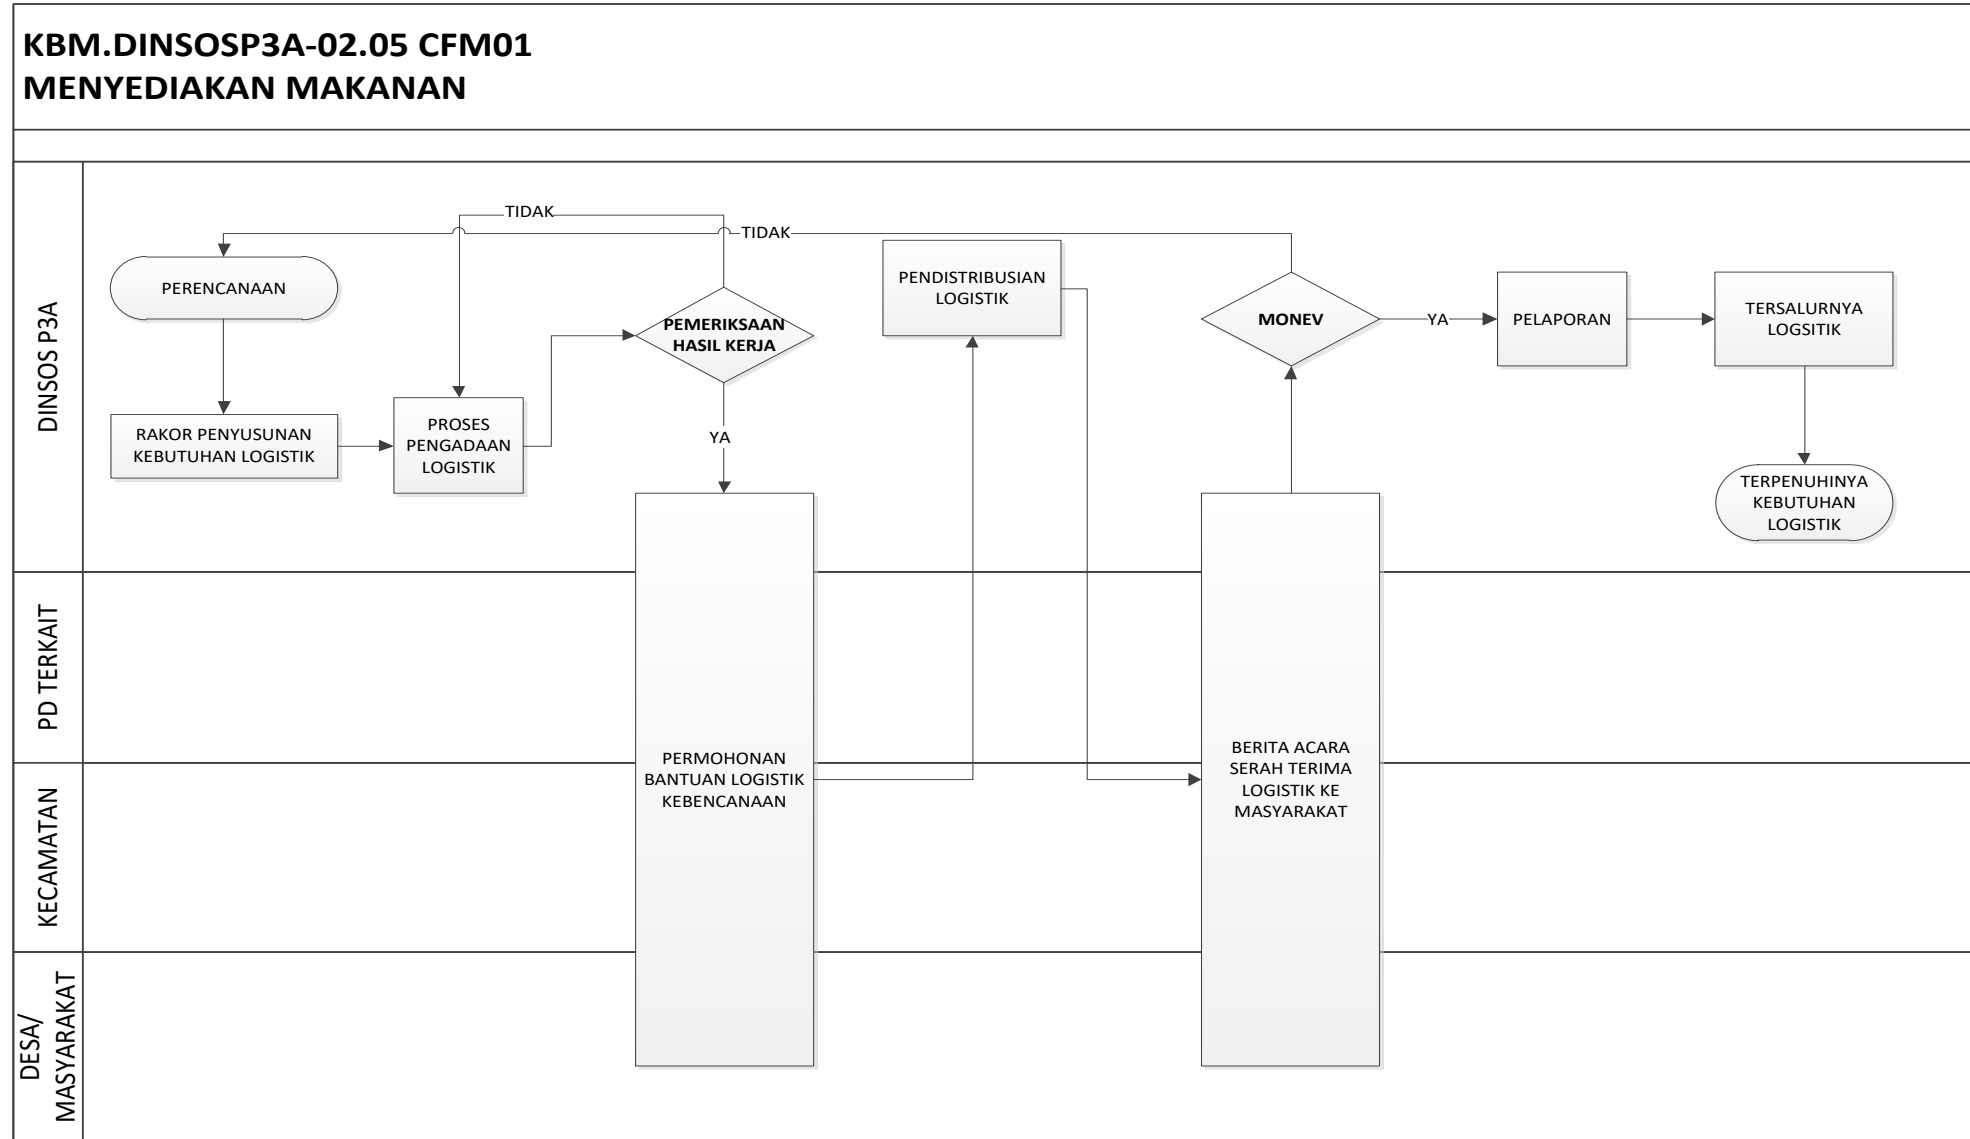 KBM.DINSOSP3A-02.05 CFM01
MENYEDIAKAN MAKANAN
DINSOS P3A
TIDAK
TIDAK
PERENCANAAN
RAKOR PENYUSUNAN
KEBUTUHAN LOGISTIK
PROSES
PENGADAAN
LOGISTIK
PEMERIKSAAN
HASIL KERJA
YA
PENDISTRIBUSIAN
LOGISTIK
MONEV
YA
PELAPORAN
TERSALURNYA
LOGSITIK
TERPENUHINYA
KEBUTUHAN
LOGISTIK
PD TERKAIT
KECAMATAN
DESA/
MASYARAKAT
PERMOHONAN
BANTUAN LOGISTIK
KEBENCANAAN
BERITA ACARA
SERAH TERIMA
LOGISTIK KE
MASYARAKAT